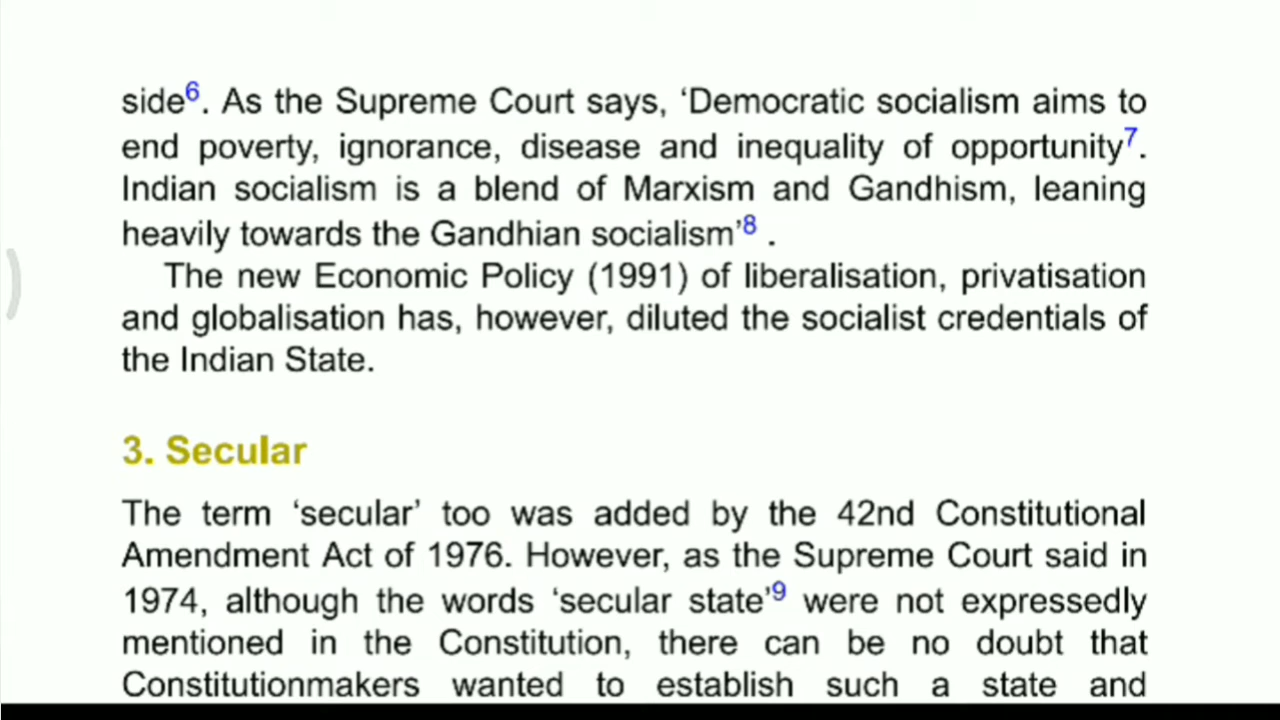 side6. As the Supreme Court says, ‘Democratic socialism aims to
end poverty, ignorance, disease and inequality of opportunity7.
Indian socialism is a blend of Marxism and Gandhism, leaning
heavily towards the Gandhian socialism’8 .
The new Economic Policy (1991) of liberalisation, privatisation
and globalisation has, however, diluted the socialist credentials of
the Indian State.
3. Secular
The term ‘secular’ too was added by the 42nd Constitutional
Amendment Act of 1976. However, as the Supreme Court said in
1974, although the words ‘secular state’9 were not expressedly
mentioned in the Constitution, there can be no doubt that
Constitutionmakers wanted to establish such a state and